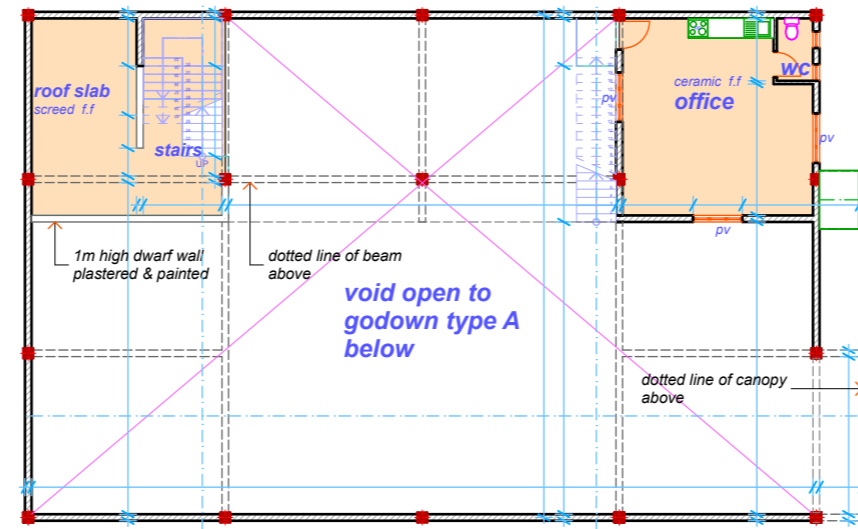 roof slab
screed f.f
stairs
UP
pv
ceramic f.f
office
wc
pv
pv
1m high dwarf wall
plastered & painted
dotted line of beam
above
void open to
godown type A
below
dotted line of canopy
above